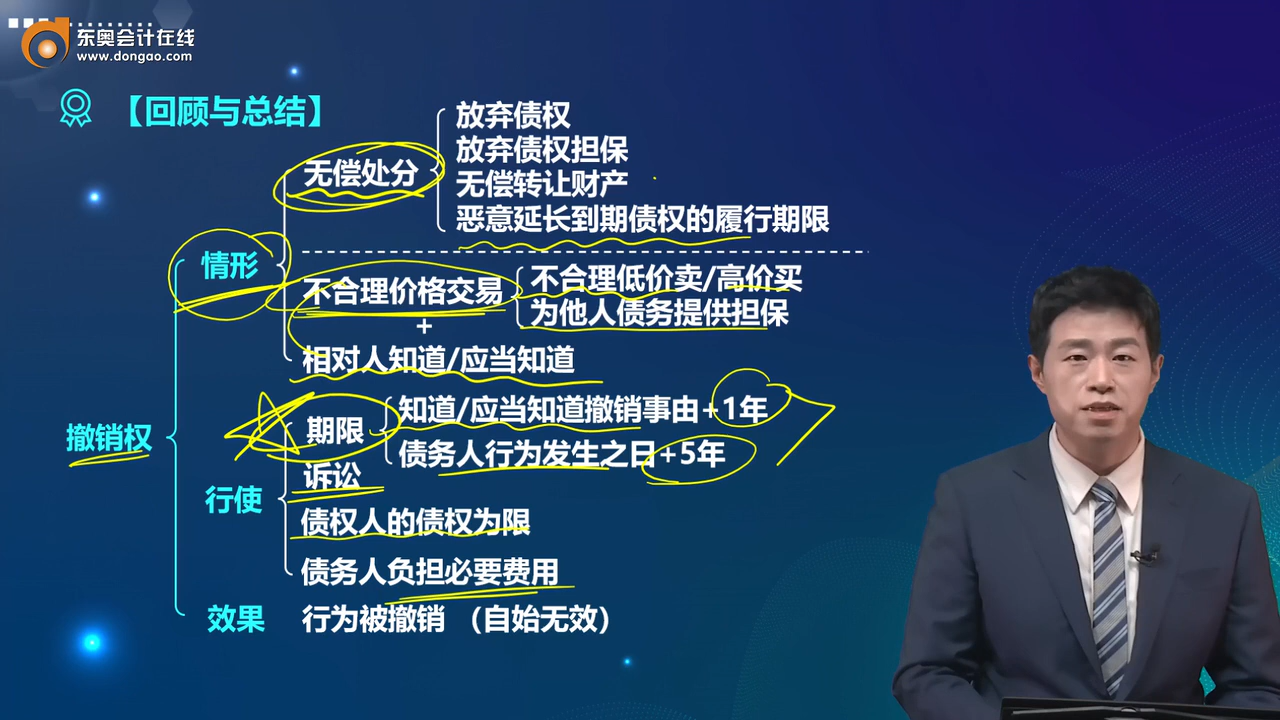 东奥会计在线
www.dongao.com
【回顾与总结】
放弃债权
放弃债权担保
无偿处分
无偿转让财产
恶意延长到期债权的履行期限
情形
不合理低价卖/高价买
不合理价格交易
为他人债务提供担保
+
相对人知道/应当知道
撤销权
知道/应当知道撤销事由+1年
期限
债务人行为发生之日+5年
行使
诉讼
债权人的债权为限
债务人负担必要费用
效果 行为被撤销 （自始无效）